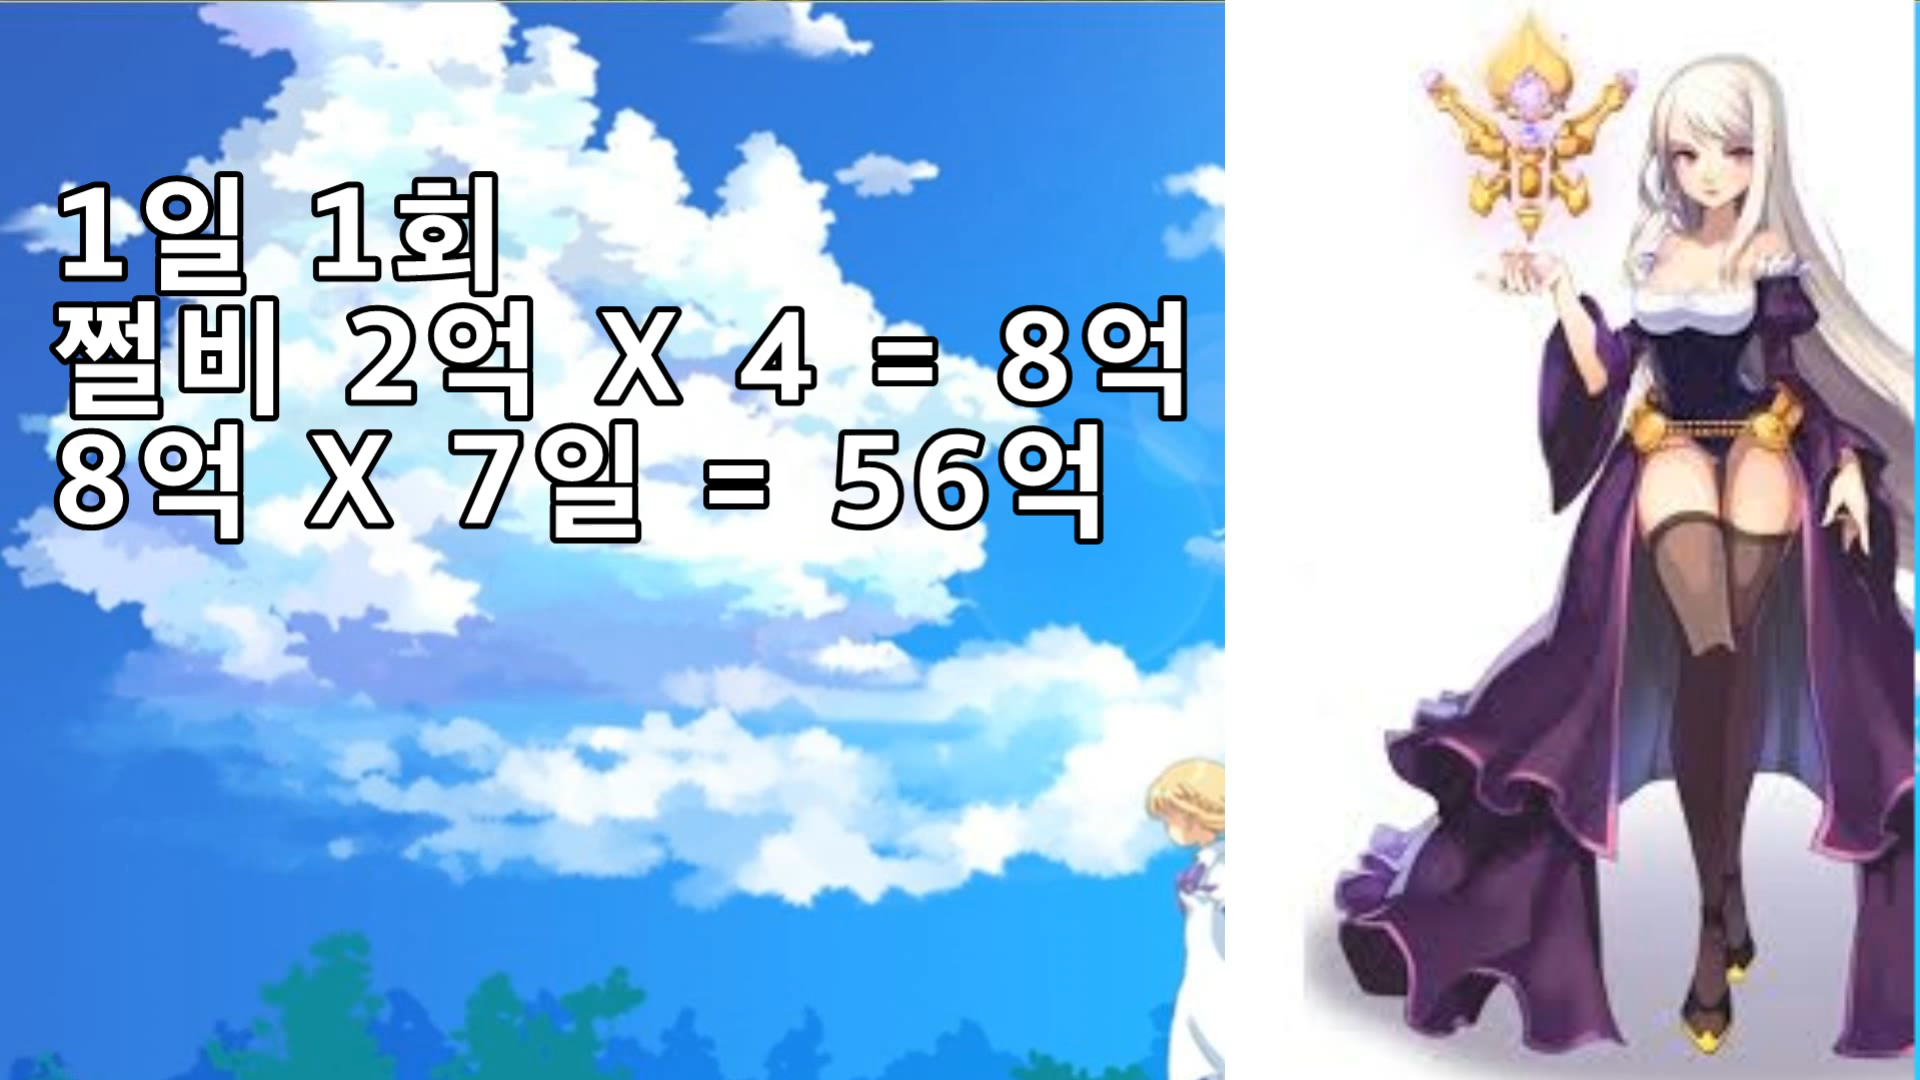 1일 1회
쩔비 2억 X 4 = 8억
8억 X 7일 = 56억